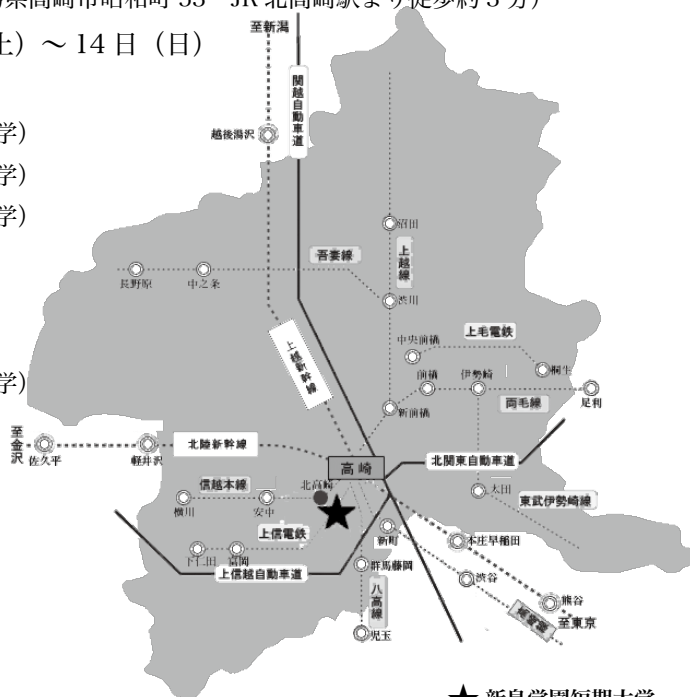 県高崎市昭和町 53 JR 北高崎駅より徒歩約 5 分）
土）～ 14 日（日）
学）
学）
学）
学）
至新潟
関越自動車道
越後湯沢
沼田
上越線
吾妻線
長野原
中之条
渋川
上毛電鉄
中央前橋
桐生
上越新幹線
前橋
伊勢崎
両毛線
足利
新前橋
至金沢
佐久平
軽井沢
北陸新幹線
高崎
北関東自動車道
信越本線
北高崎
横川
安中
太田
東武伊勢崎線
上信電鉄
新町
本庄早稲田
下仁田
富岡
上信越自動車道
群馬藤岡
八高線
渋谷
熊谷
至東京
児玉
★ 新島学園短期大学